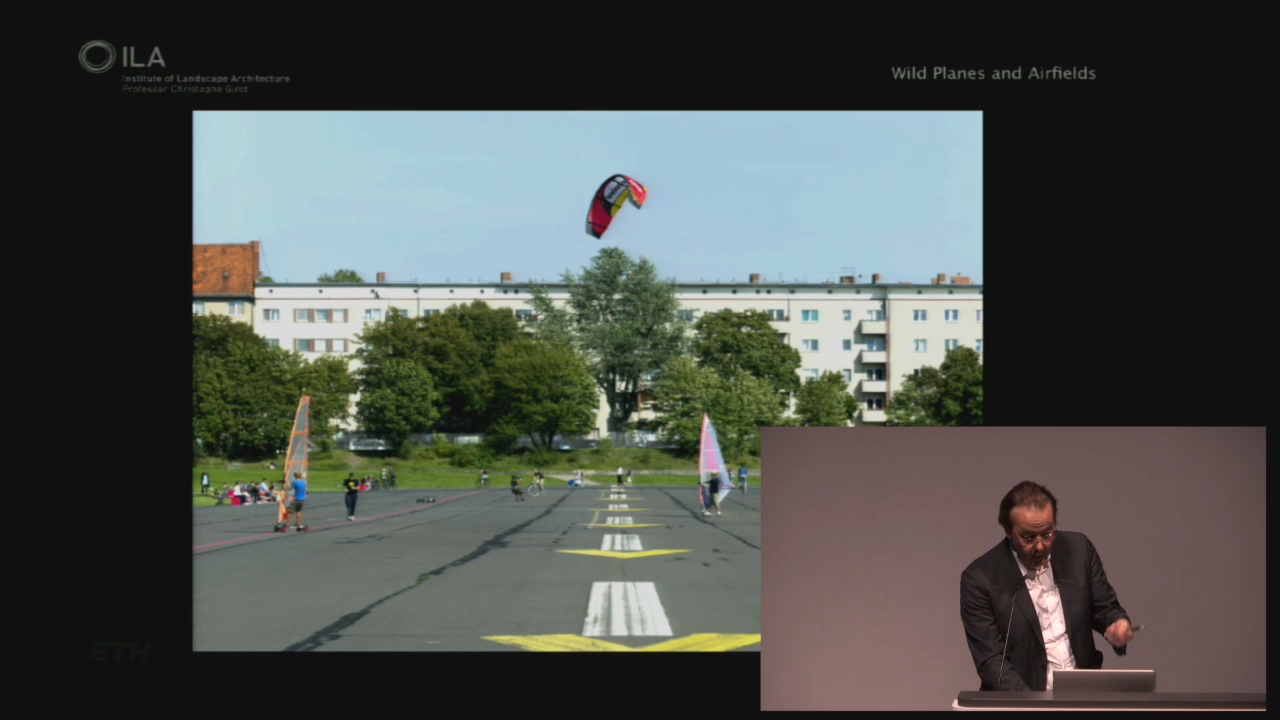 ILA
Institute of Landscape Architecture
Professor Christophe Girot
Wild Planes and Airfields
ETH